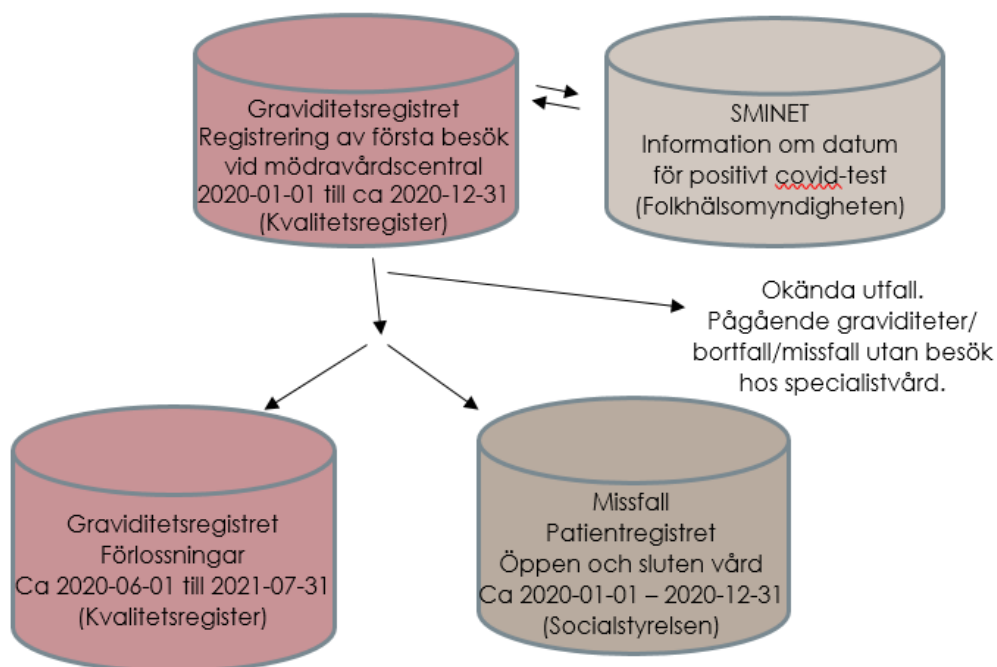 Graviditetsregistret
Registrering av första besök
vid mödravårdscentral
2020-01-01 till ca 2020-12-31
(Kvalitetsregister)
SMINET
Information om datum
för positivt covid-test
(Folkhälsomyndigheten)
Okända utfall.
Pågående graviditeter/
bortfall/missfall utan besök
hos specialistvård.
Graviditetsregistret
Förlossningar
Ca 2020-06-01 till 2021-07-31
(Kvalitetsregister)
Missfall
Patientregistret
Öppen och sluten vård
Ca 2020-01-01 – 2020-12-31
(Socialstyrelsen)